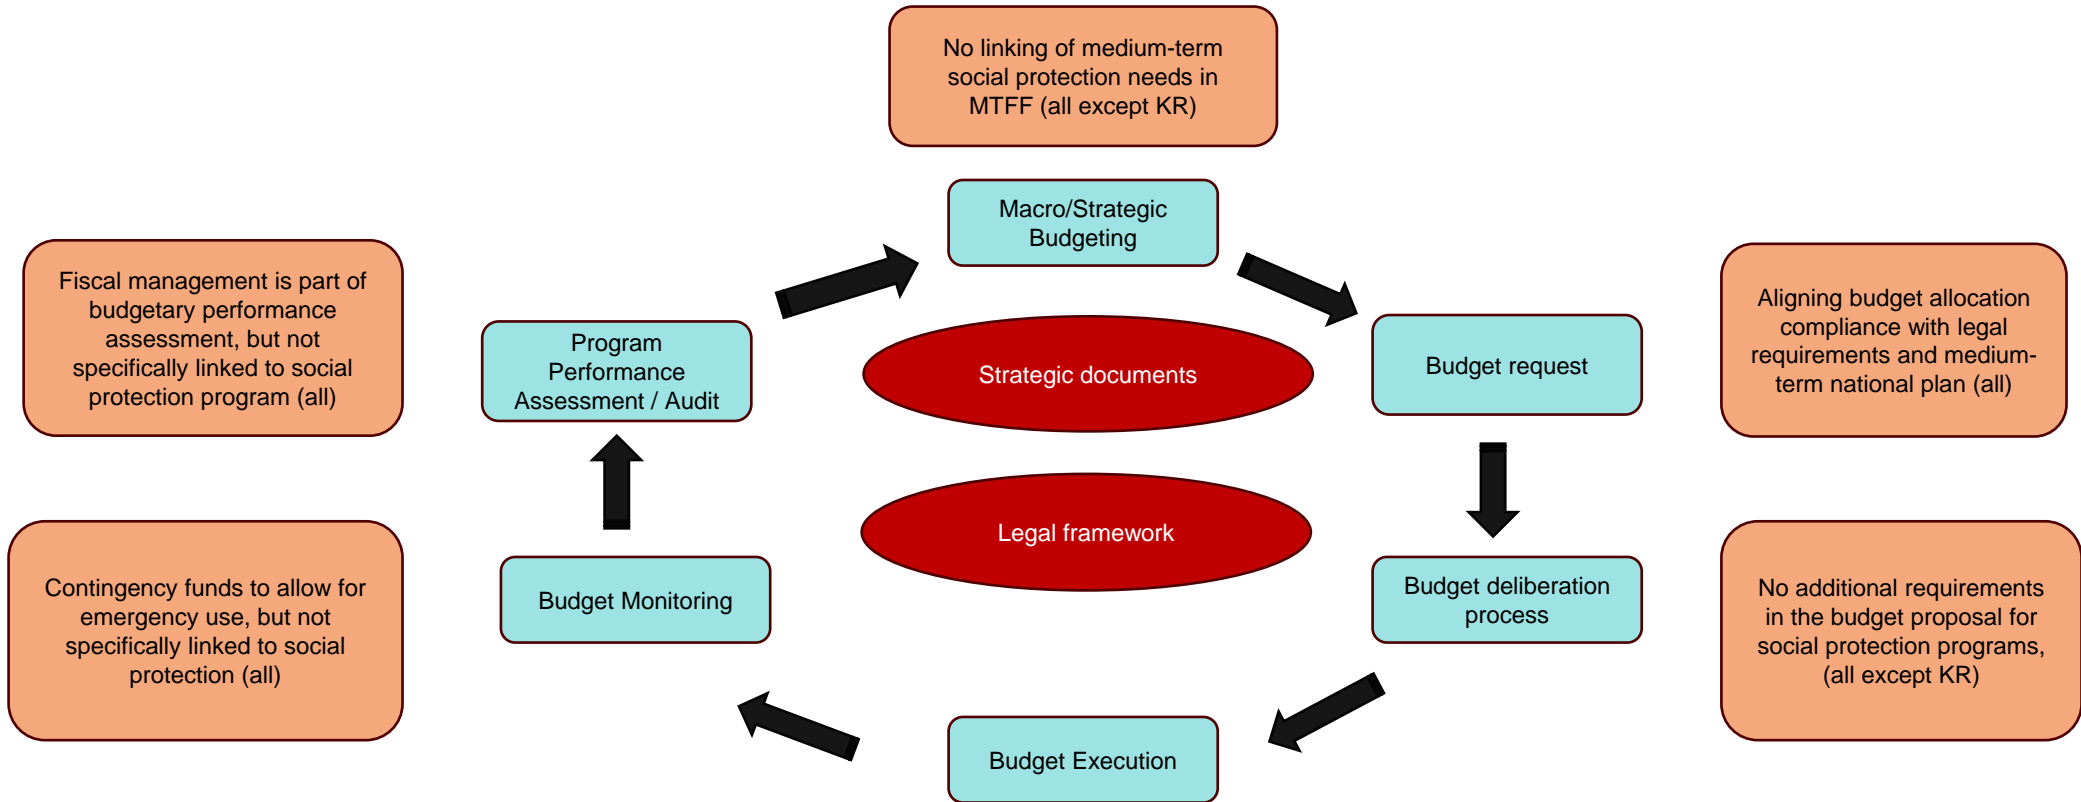 No linking of medium-term
social protection needs in
MTFF (all except KR)
Macro/Strategic
Budgeting
Fiscal management is part of
budgetary performance
assessment, but not
specifically linked to social
protection program (all)
Program
Performance
Assessment / Audit
Strategic documents
Budget request
Aligning budget allocation
compliance with legal
requirements and medium-
term national plan (all)
Contingency funds to allow for
emergency use, but not
specifically linked to social
protection (all)
Budget Monitoring
Legal framework
Budget deliberation
process
No additional requirements
in the budget proposal for
social protection programs,
(all except KR)
Budget Execution